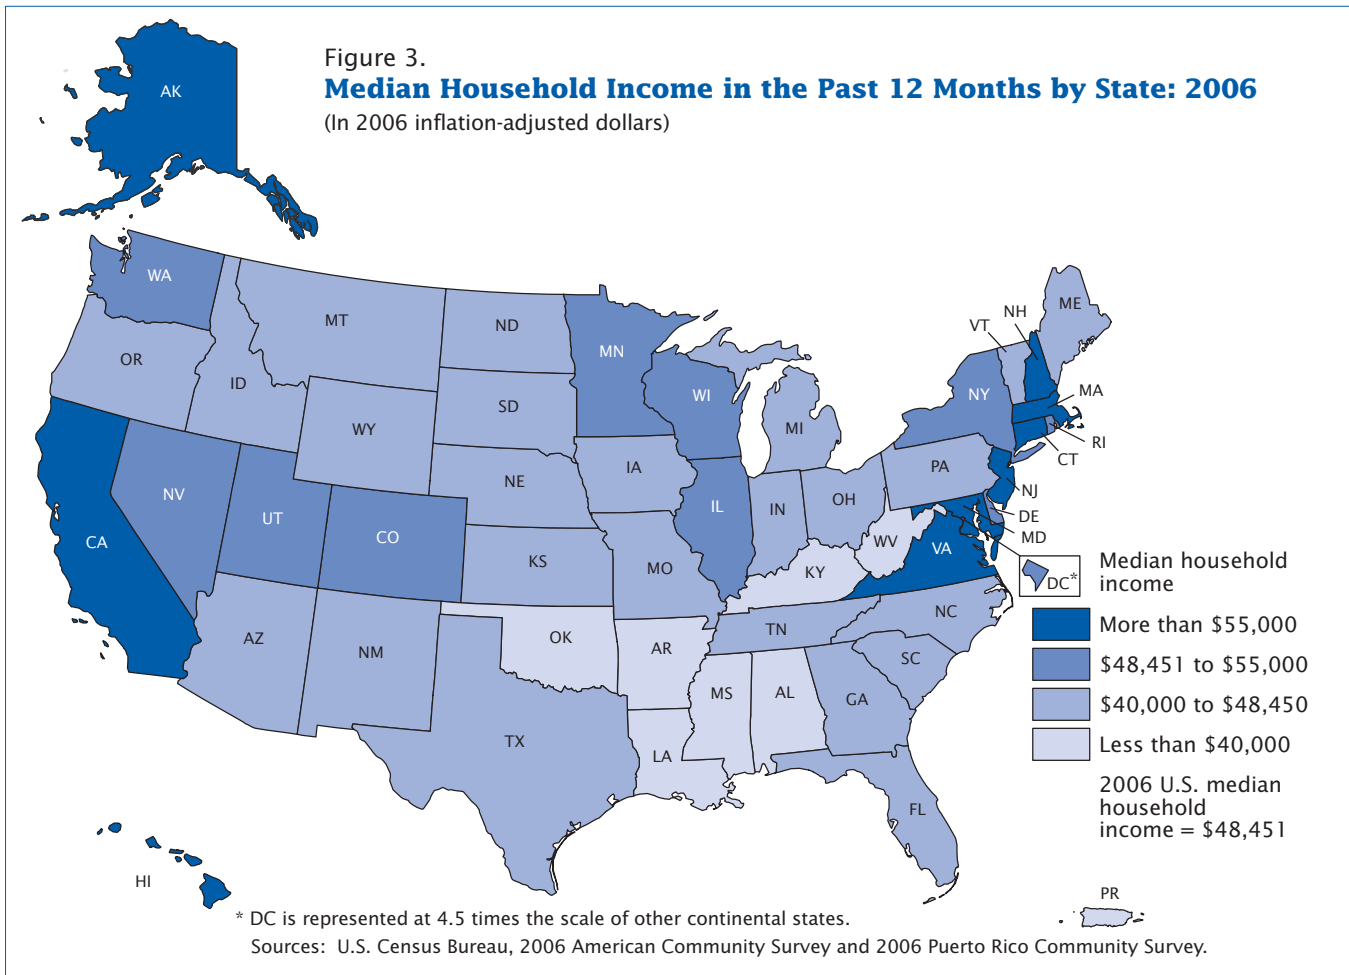 Figure 3.
Median Household Income in the Past 12 Months by State: 2006
(In 2006 inflation-adjusted dollars)
AK
WA
MT
ND
MN
VT
NH
ME
OR
ID
SD
WI
NY
MA
WY
MI
RI
CT
IA
PA
NE
NV
UT
CO
IL
IN
OH
NJ
DE
MD
CA
KS
MO
WV
VA
KY
DC*
AZ
NM
OK
AR
TN
NC
SC
MS
AL
GA
TX
LA
FL
HI
PR
Median household
income
More than $55,000
$48,451 to $55,000
$40,000 to $48,450
Less than $40,000
2006 U.S. median
household
income = $48,451
* DC is represented at 4.5 times the scale of other continental states.
Sources: U.S. Census Bureau, 2006 American Community Survey and 2006 Puerto Rico Community Survey.